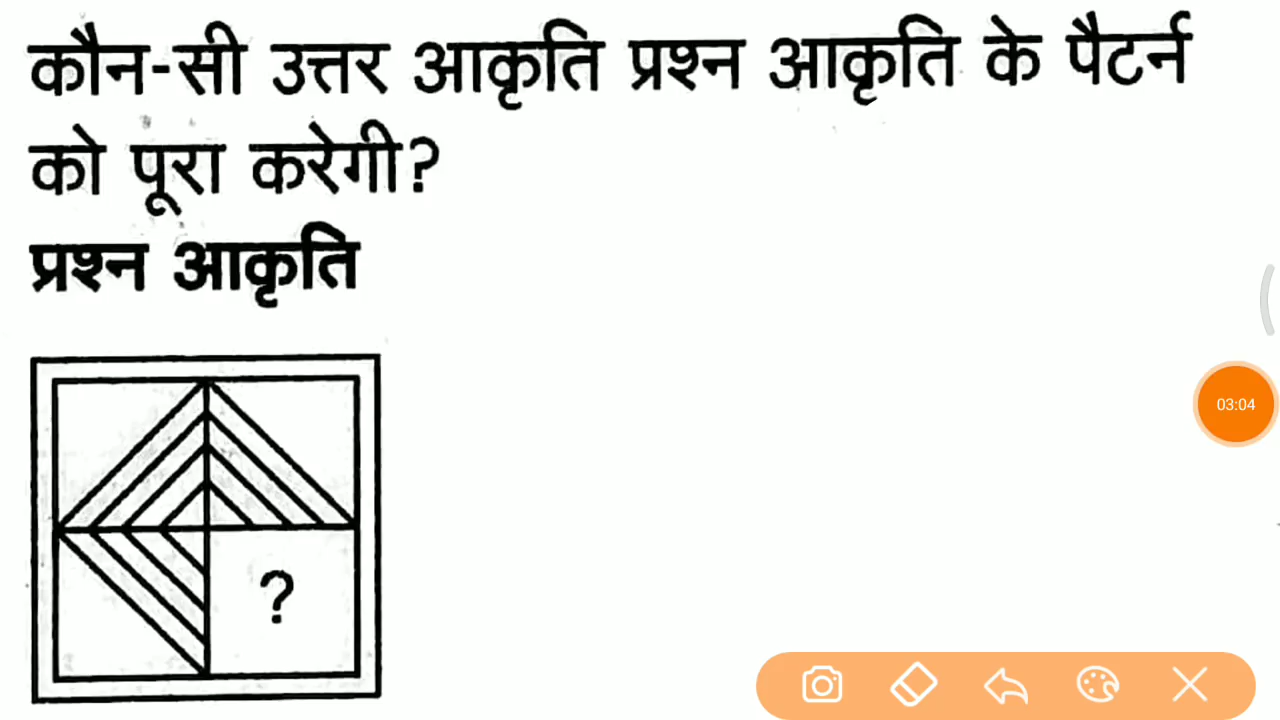 कौन-सी उत्तर आकृति प्रश्न आकृति के पैटर्न
को पूरा करेगी?
प्रश्न आकृति
?
03:04